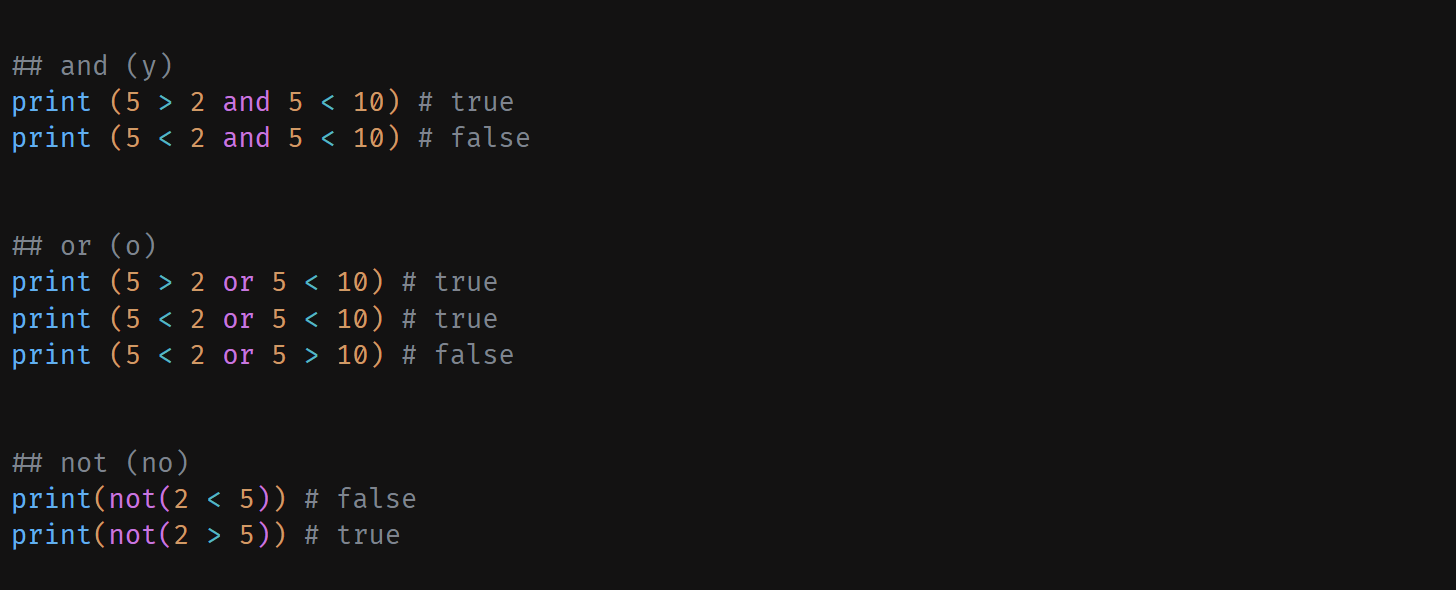 ## and (y)
print (5 > 2 and 5 < 10) # true
print (5 < 2 and 5 < 10) # false
## or (o)
print (5 > 2 or 5 < 10) # true
print (5 < 2 or 5 < 10) # true
print (5 < 2 or 5 > 10) # false
## not (no)
print(not(2 < 5)) # false
print(not(2 > 5)) # true